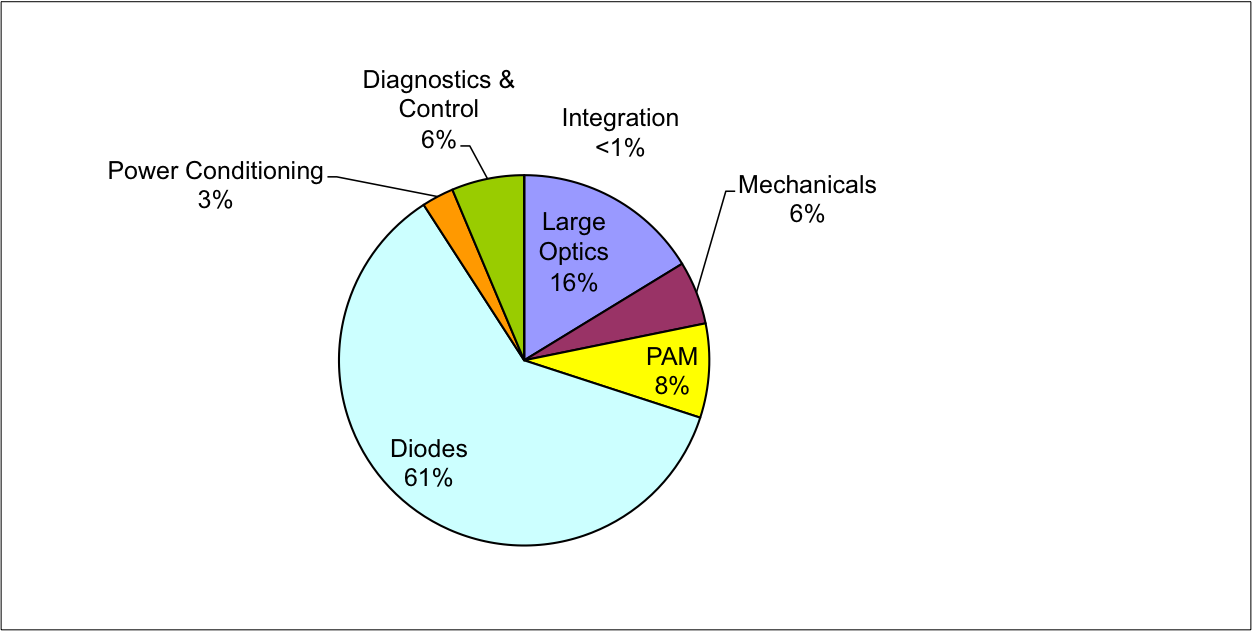 Diagnostics &
Control
6%
Integration
<1%
Power Conditioning
3%
Mechanicals
6%
Large
Optics
16%
PAM
8%
Diodes
61%